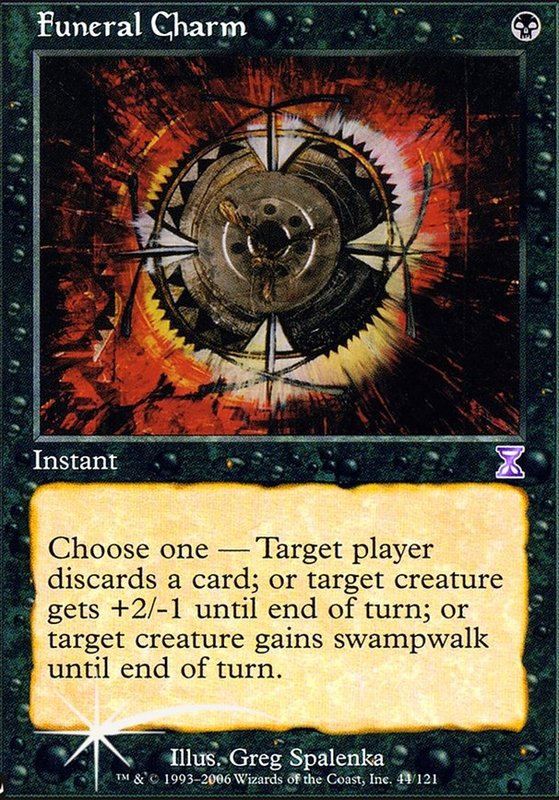 Funeral Charm
Instant
Choose one — Target player
discards a card; or target creature
gets +2/-1 until end of turn; or
target creature gains swampwalk
until end of turn.
Illus. Greg Spalenka
™ & © 1993–2006 Wizards of the Coast, Inc. 44/121